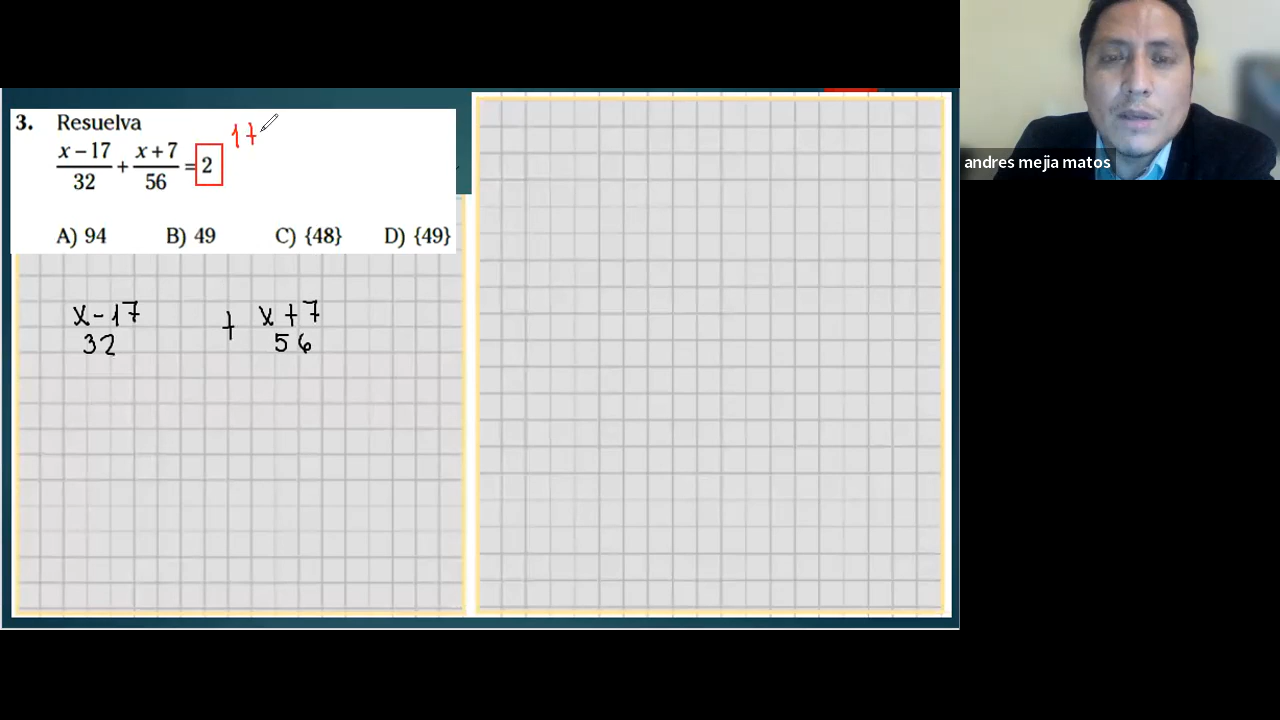 3. Resuelva
x – 17 / 32 + x + 7 / 56 = 2
1+
A) 94 B) 49 C) {48} D) {49}
x - 17 + x + 7
32 56
andres mejia matos